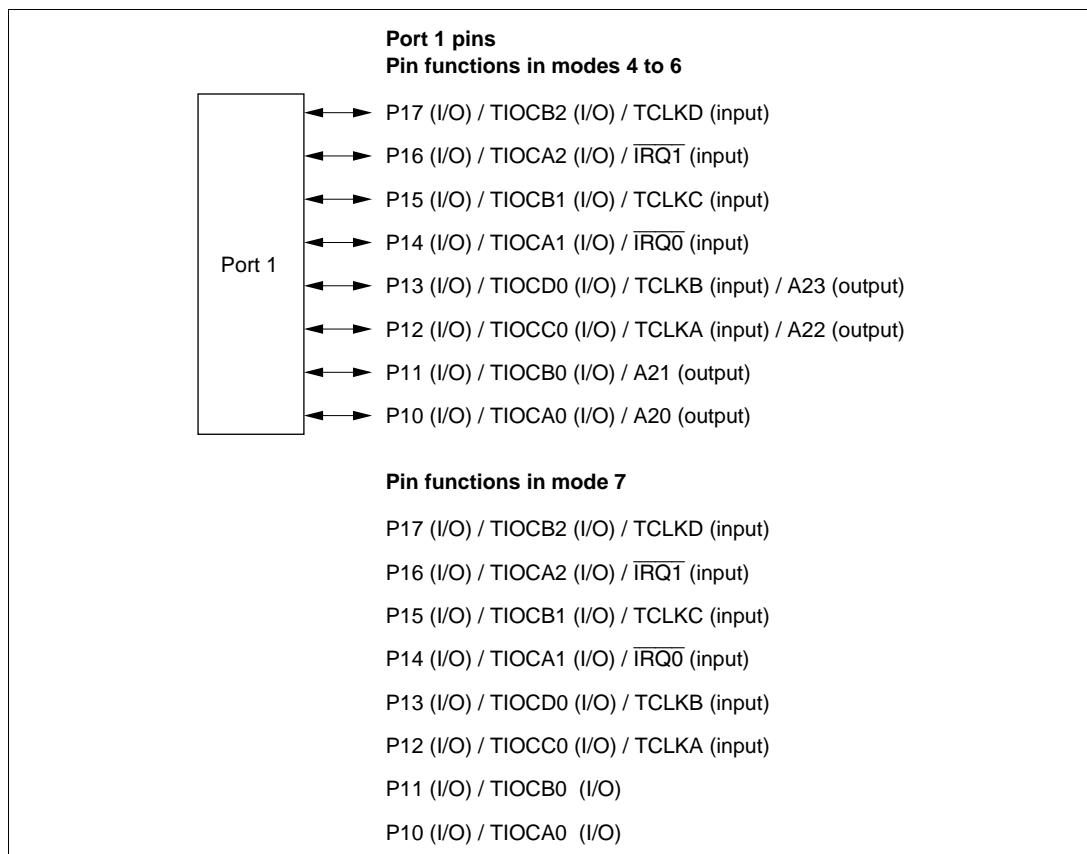 Port 1 pins
Pin functions in modes 4 to 6
P17 (I/O) / TIOCB2 (I/O) / TCLKD (input)
P16 (I/O) / TIOCA2 (I/O) / I̅R̅Q̅1̅ (input)
P15 (I/O) / TIOCB1 (I/O) / TCLKC (input)
P14 (I/O) / TIOCA1 (I/O) / I̅R̅Q̅0̅ (input)
Port 1
P13 (I/O) / TIOCD0 (I/O) / TCLKB (input) / A23 (output)
P12 (I/O) / TIOCC0 (I/O) / TCLKA (input) / A22 (output)
P11 (I/O) / TIOCB0 (I/O) / A21 (output)
P10 (I/O) / TIOCA0 (I/O) / A20 (output)
Pin functions in mode 7
P17 (I/O) / TIOCB2 (I/O) / TCLKD (input)
P16 (I/O) / TIOCA2 (I/O) / I̅R̅Q̅1̅ (input)
P15 (I/O) / TIOCB1 (I/O) / TCLKC (input)
P14 (I/O) / TIOCA1 (I/O) / I̅R̅Q̅0̅ (input)
P13 (I/O) / TIOCD0 (I/O) / TCLKB (input)
P12 (I/O) / TIOCC0 (I/O) / TCLKA (input)
P11 (I/O) / TIOCB0 (I/O)
P10 (I/O) / TIOCA0 (I/O)